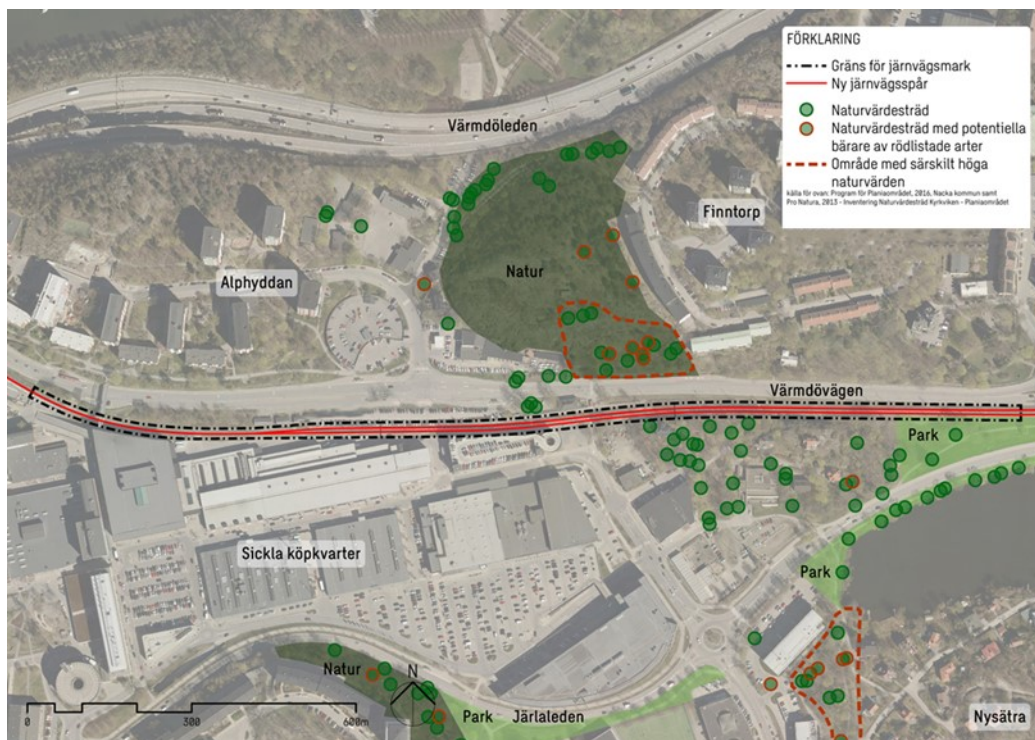 FÖRKLARING
Gräns för järnvägsmark
Ny järnvägsspår
Naturvärdesträd
Naturvärdesträd med potentiella
bärare av rödlistade arter
Område med särskilt höga
naturvärden
källa för ovan: Program för Planiaområdet, 2016, Nacka kommun samt
Pro Natura, 2013 - Inventering Naturvärdesträd Kyrkviken - Planiaområdet
Värmdöleden
Finntorp
Natur
Alphyddan
Värmdövägen
Park
Sickla köpkvarter
Park
Natur
N
0 300 600m
Park Järlaleden
Nysätra